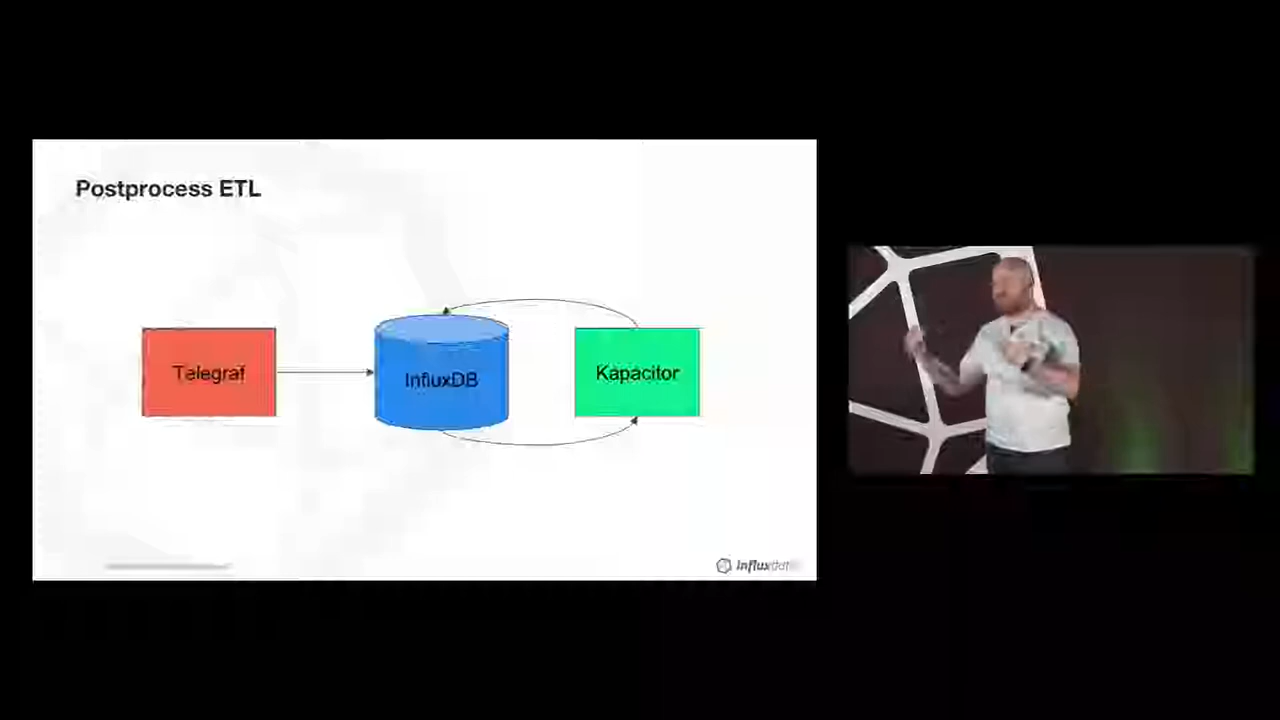 Postprocess ETL
Telegraf
InfluxDB
Kapacitor
influxdata